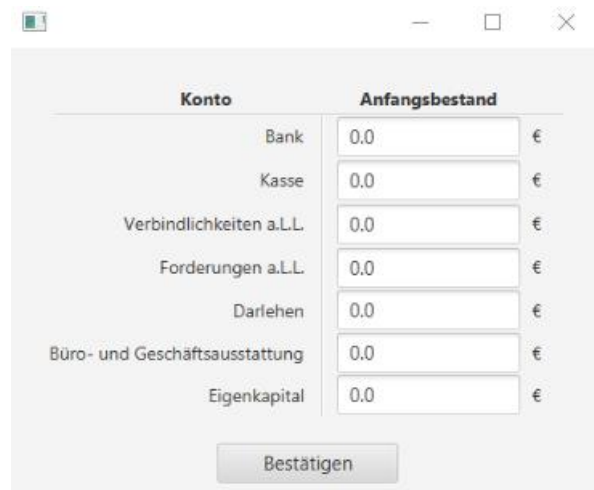 Konto Anfangsbestand
Bank 0.0 €
Kasse 0.0 €
Verbindlichkeiten a.L.L. 0.0 €
Forderungen a.L.L. 0.0 €
Darlehen 0.0 €
Büro- und Geschäftsausstattung 0.0 €
Eigenkapital 0.0 €
Bestätigen